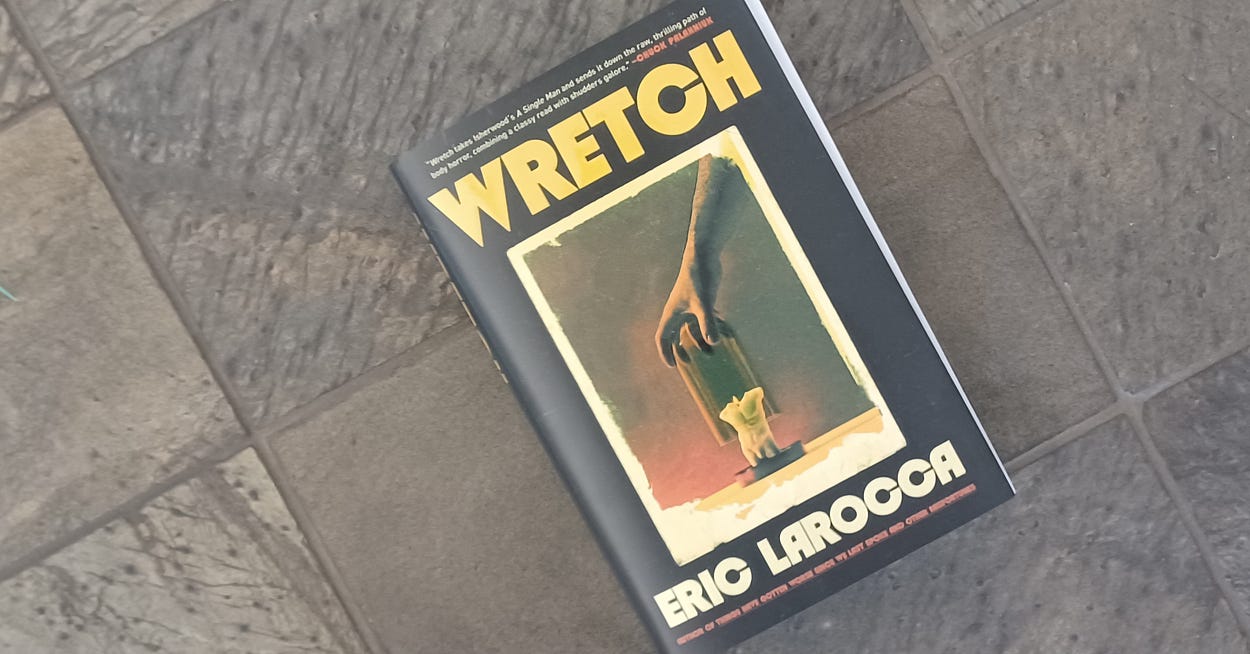 "Wretch takes Isherwood's A Single Man and sends it down the raw, thrilling path of
body horror, combining a classy read with shudders galore." —CHUCK PALAHNIUK
WRETCH
ERIC LAROCCA
AUTHOR OF THINGS HAVE GOTTEN WORSE SINCE WE LAST SPOKE AND OTHER MISFORTUNES